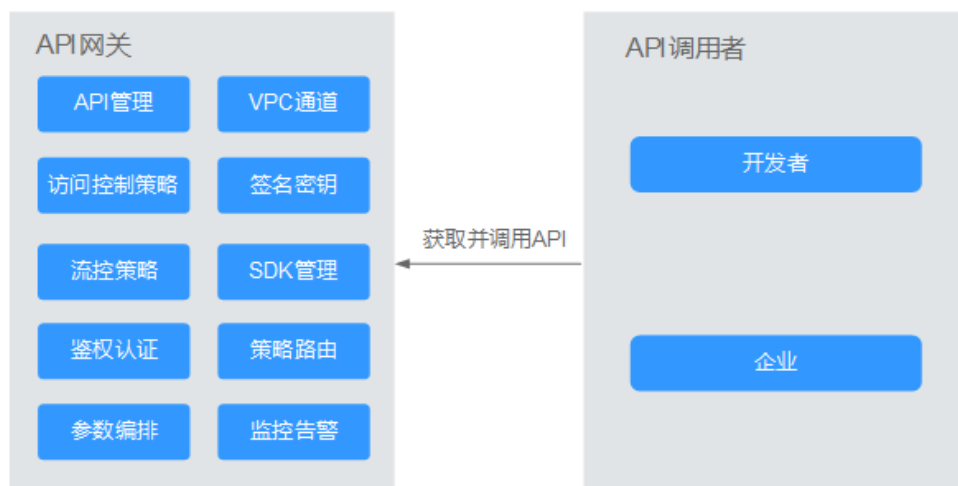 API网关
API管理
VPC通道
访问控制策略
签名密钥
流控策略
SDK管理
鉴权认证
策略路由
参数编排
监控告警
获取并调用API
API调用者
开发者
企业